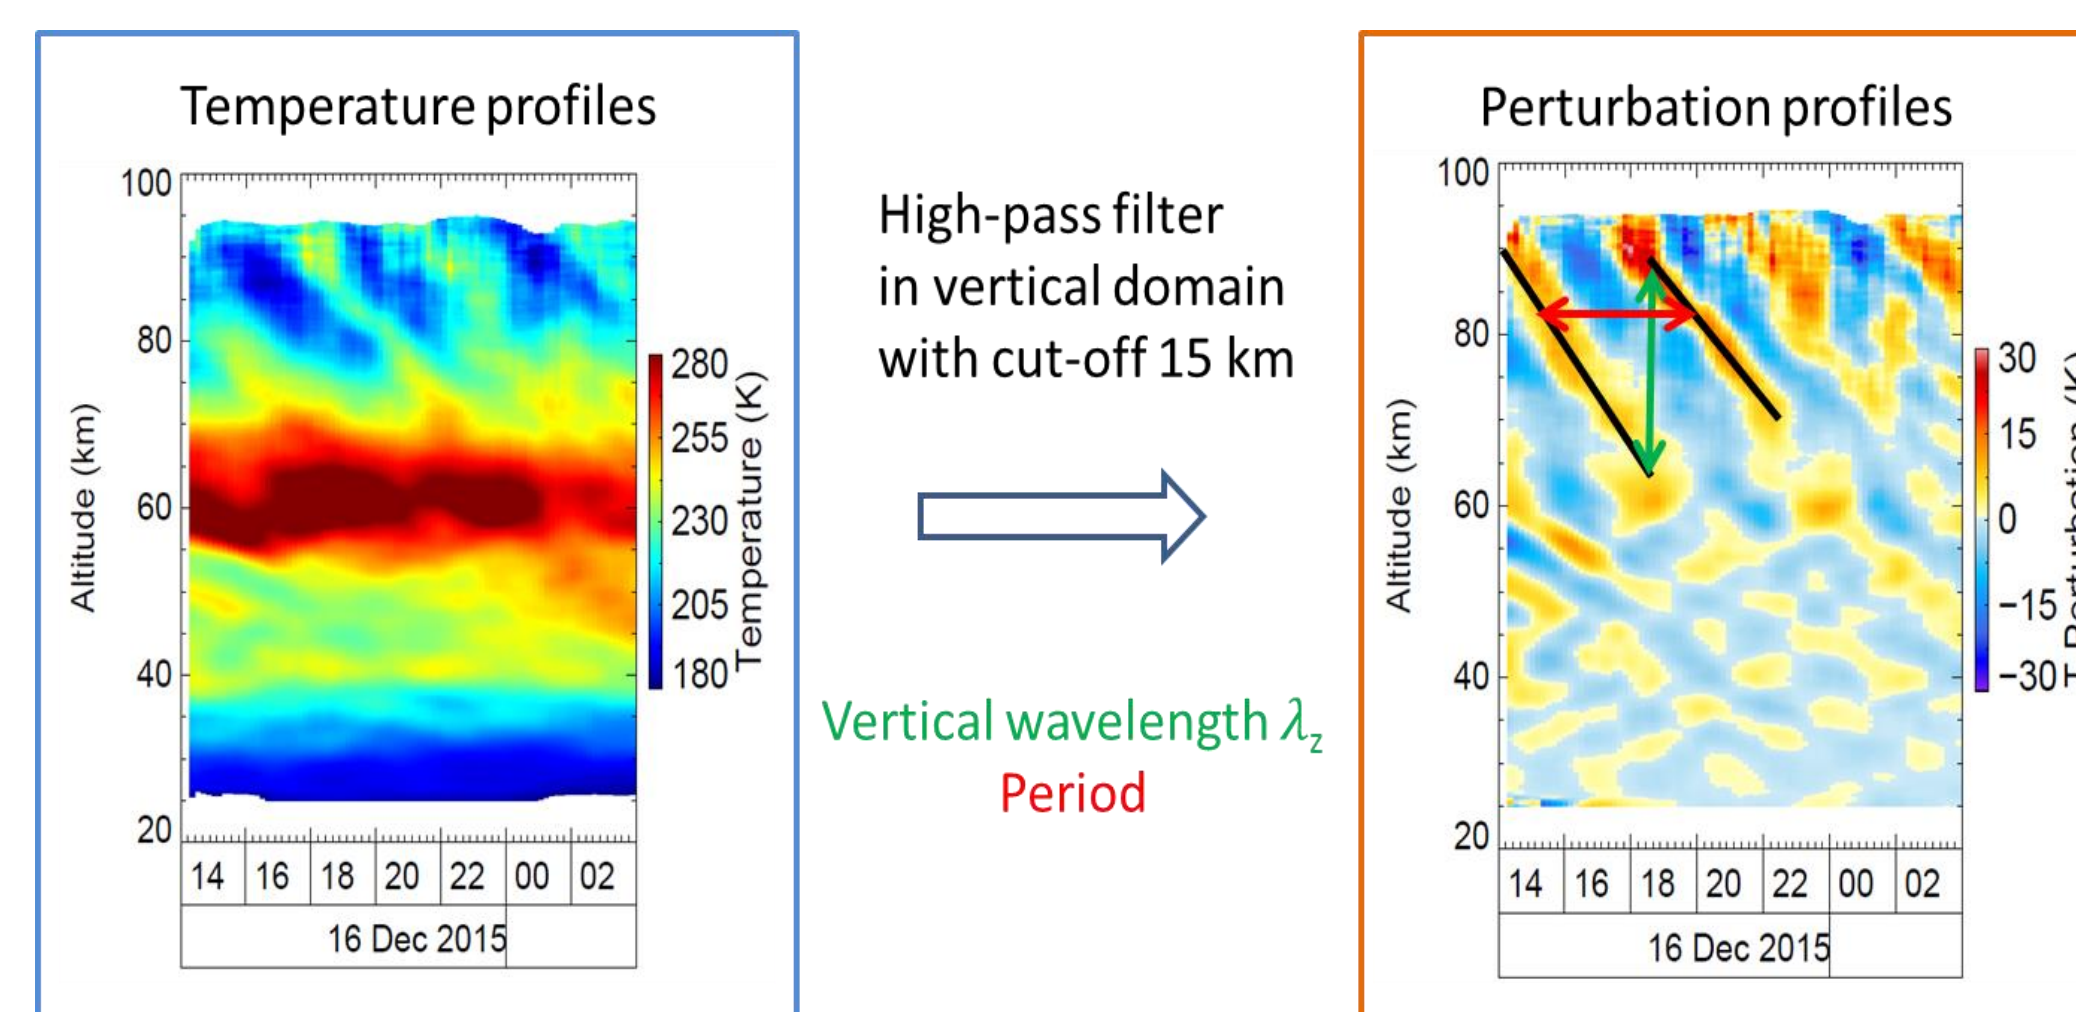 Temperature profiles
100
80
60
40
20
Altitude (km)
14 16 18 20 22 00 02
16 Dec 2015
280
255
230
205
180
Temperature (K)
High-pass filter
in vertical domain
with cut-off 15 km
Vertical wavelength λz
Period
Perturbation profiles
100
80
60
40
20
Altitude (km)
14 16 18 20 22 00 02
16 Dec 2015
30
15
0
−15
−30